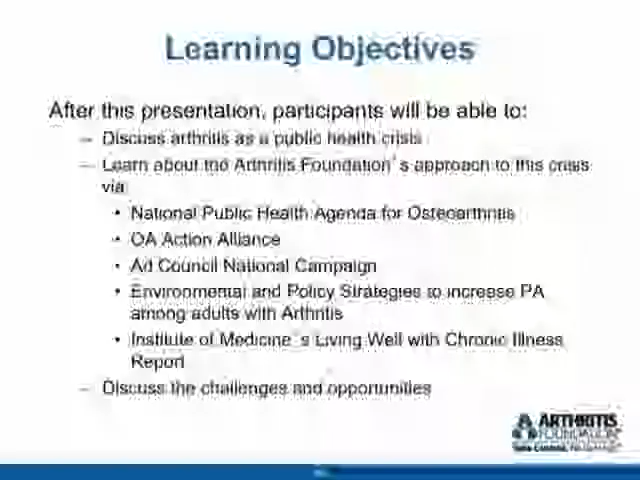 Learning Objectives
After this presentation, participants will be able to:
– Discuss arthritis as a public health crisis
– Learn about the Arthritis Foundation's approach to this crisis
via
• National Public Health Agenda for Osteoarthritis
• OA Action Alliance
• Ad Council National Campaign
• Environmental and Policy Strategies to increase PA
among adults with Arthritis
• Institute of Medicine's Living Well with Chronic Illness
Report
– Discuss the challenges and opportunities
ARTHRITIS
FOUNDATION